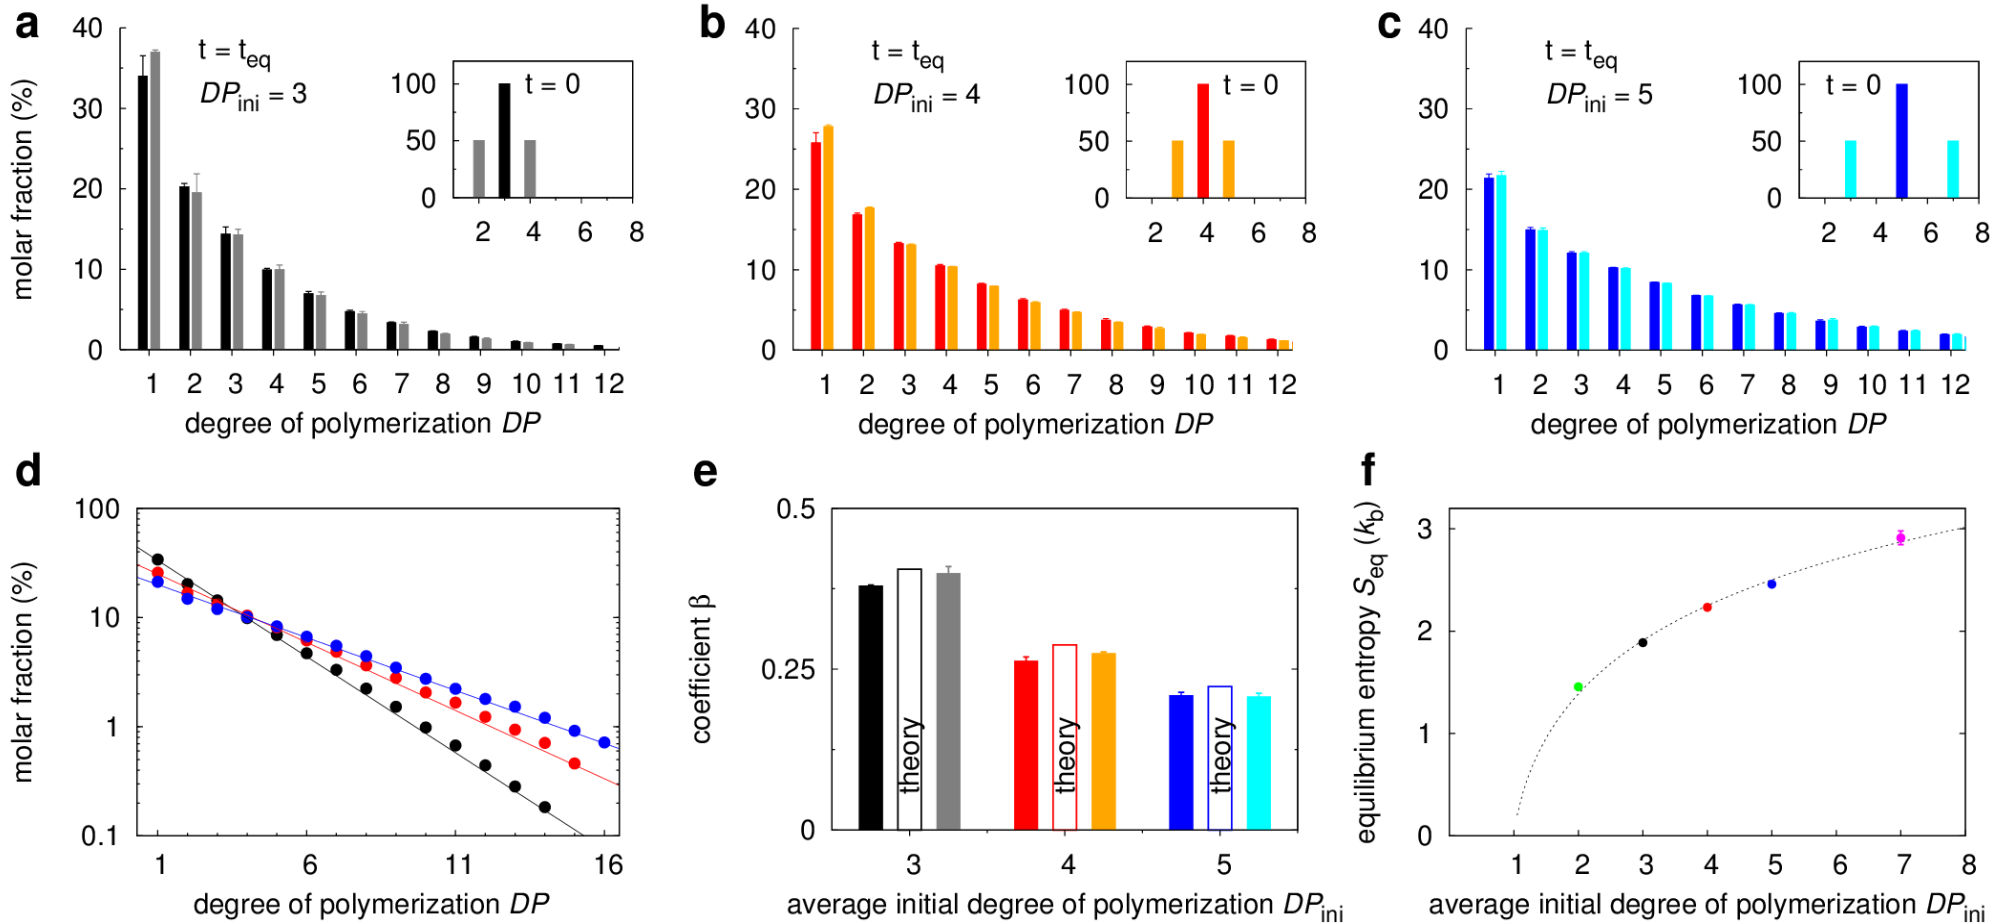 a
molar fraction (%)
40
30
20
10
0
t = teq
DPini = 3
100
50
0
t = 0
2 4 6 8
1 2 3 4 5 6 7 8 9 10 11 12
degree of polymerization DP
b
40
30
20
10
0
t = teq
DPini = 4
100
50
0
t = 0
2 4 6 8
1 2 3 4 5 6 7 8 9 10 11 12
degree of polymerization DP
c
40
30
20
10
0
t = teq
DPini = 5
100
50
0
t = 0
2 4 6 8
1 2 3 4 5 6 7 8 9 10 11 12
degree of polymerization DP
d
molar fraction (%)
100
10
1
0.1
1 6 11 16
degree of polymerization DP
e
coefficient β
0.5
0.25
0
theory
theory
theory
3 4 5
average initial degree of polymerization DPini
f
equilibrium entropy Seq (kb)
3
2
1
0
1 2 3 4 5 6 7 8
average initial degree of polymerization DPini